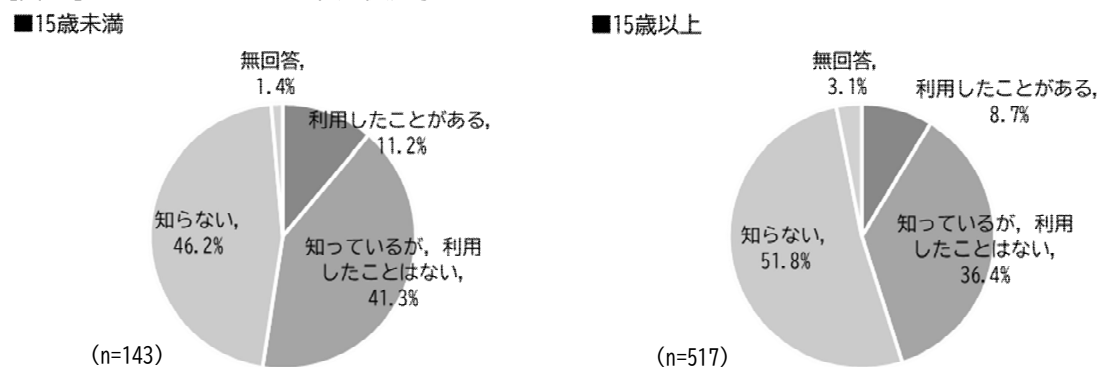 ■15歳未満
無回答,
1.4%
利用したことがある,
11.2%
知らない,
46.2%
知っているが，利用
したことはない,
41.3%
（n=143）
■15歳以上
無回答,
3.1%
利用したことがある,
8.7%
知らない,
51.8%
知っているが，利用
したことはない,
36.4%
（n=517）